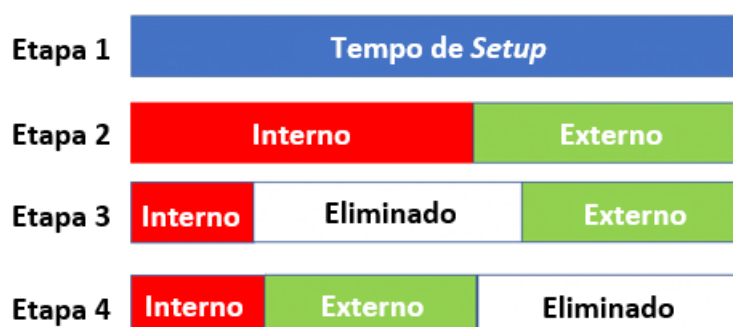 Etapa 1 Tempo de Setup
Etapa 2 Interno Externo
Etapa 3 Interno Eliminado Externo
Etapa 4 Interno Externo Eliminado